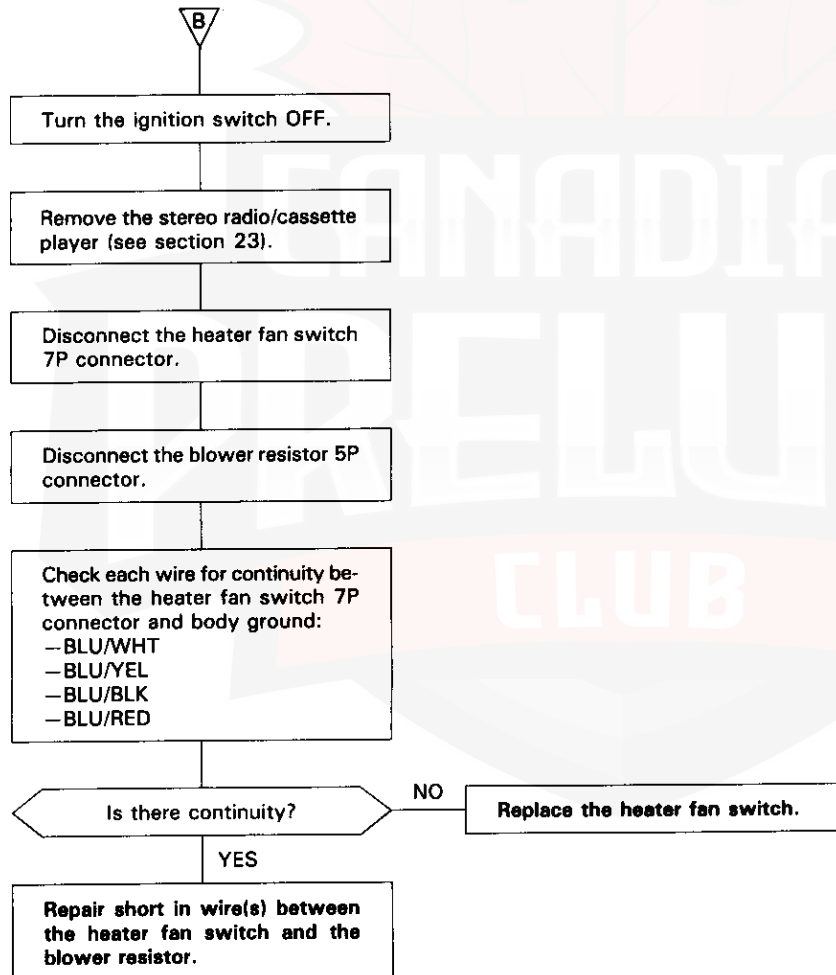 B
Turn the ignition switch OFF.
Remove the stereo radio/cassette
player (see section 23).
Disconnect the heater fan switch
7P connector.
Disconnect the blower resistor 5P
connector.
Check each wire for continuity be-
tween the heater fan switch 7P
connector and body ground:
—BLU/WHT
—BLU/YEL
—BLU/BLK
—BLU/RED
Is there continuity?
NO
Replace the heater fan switch.
YES
Repair short in wire(s) between
the heater fan switch and the
blower resistor.
CANADIA
PRELU
CLUB